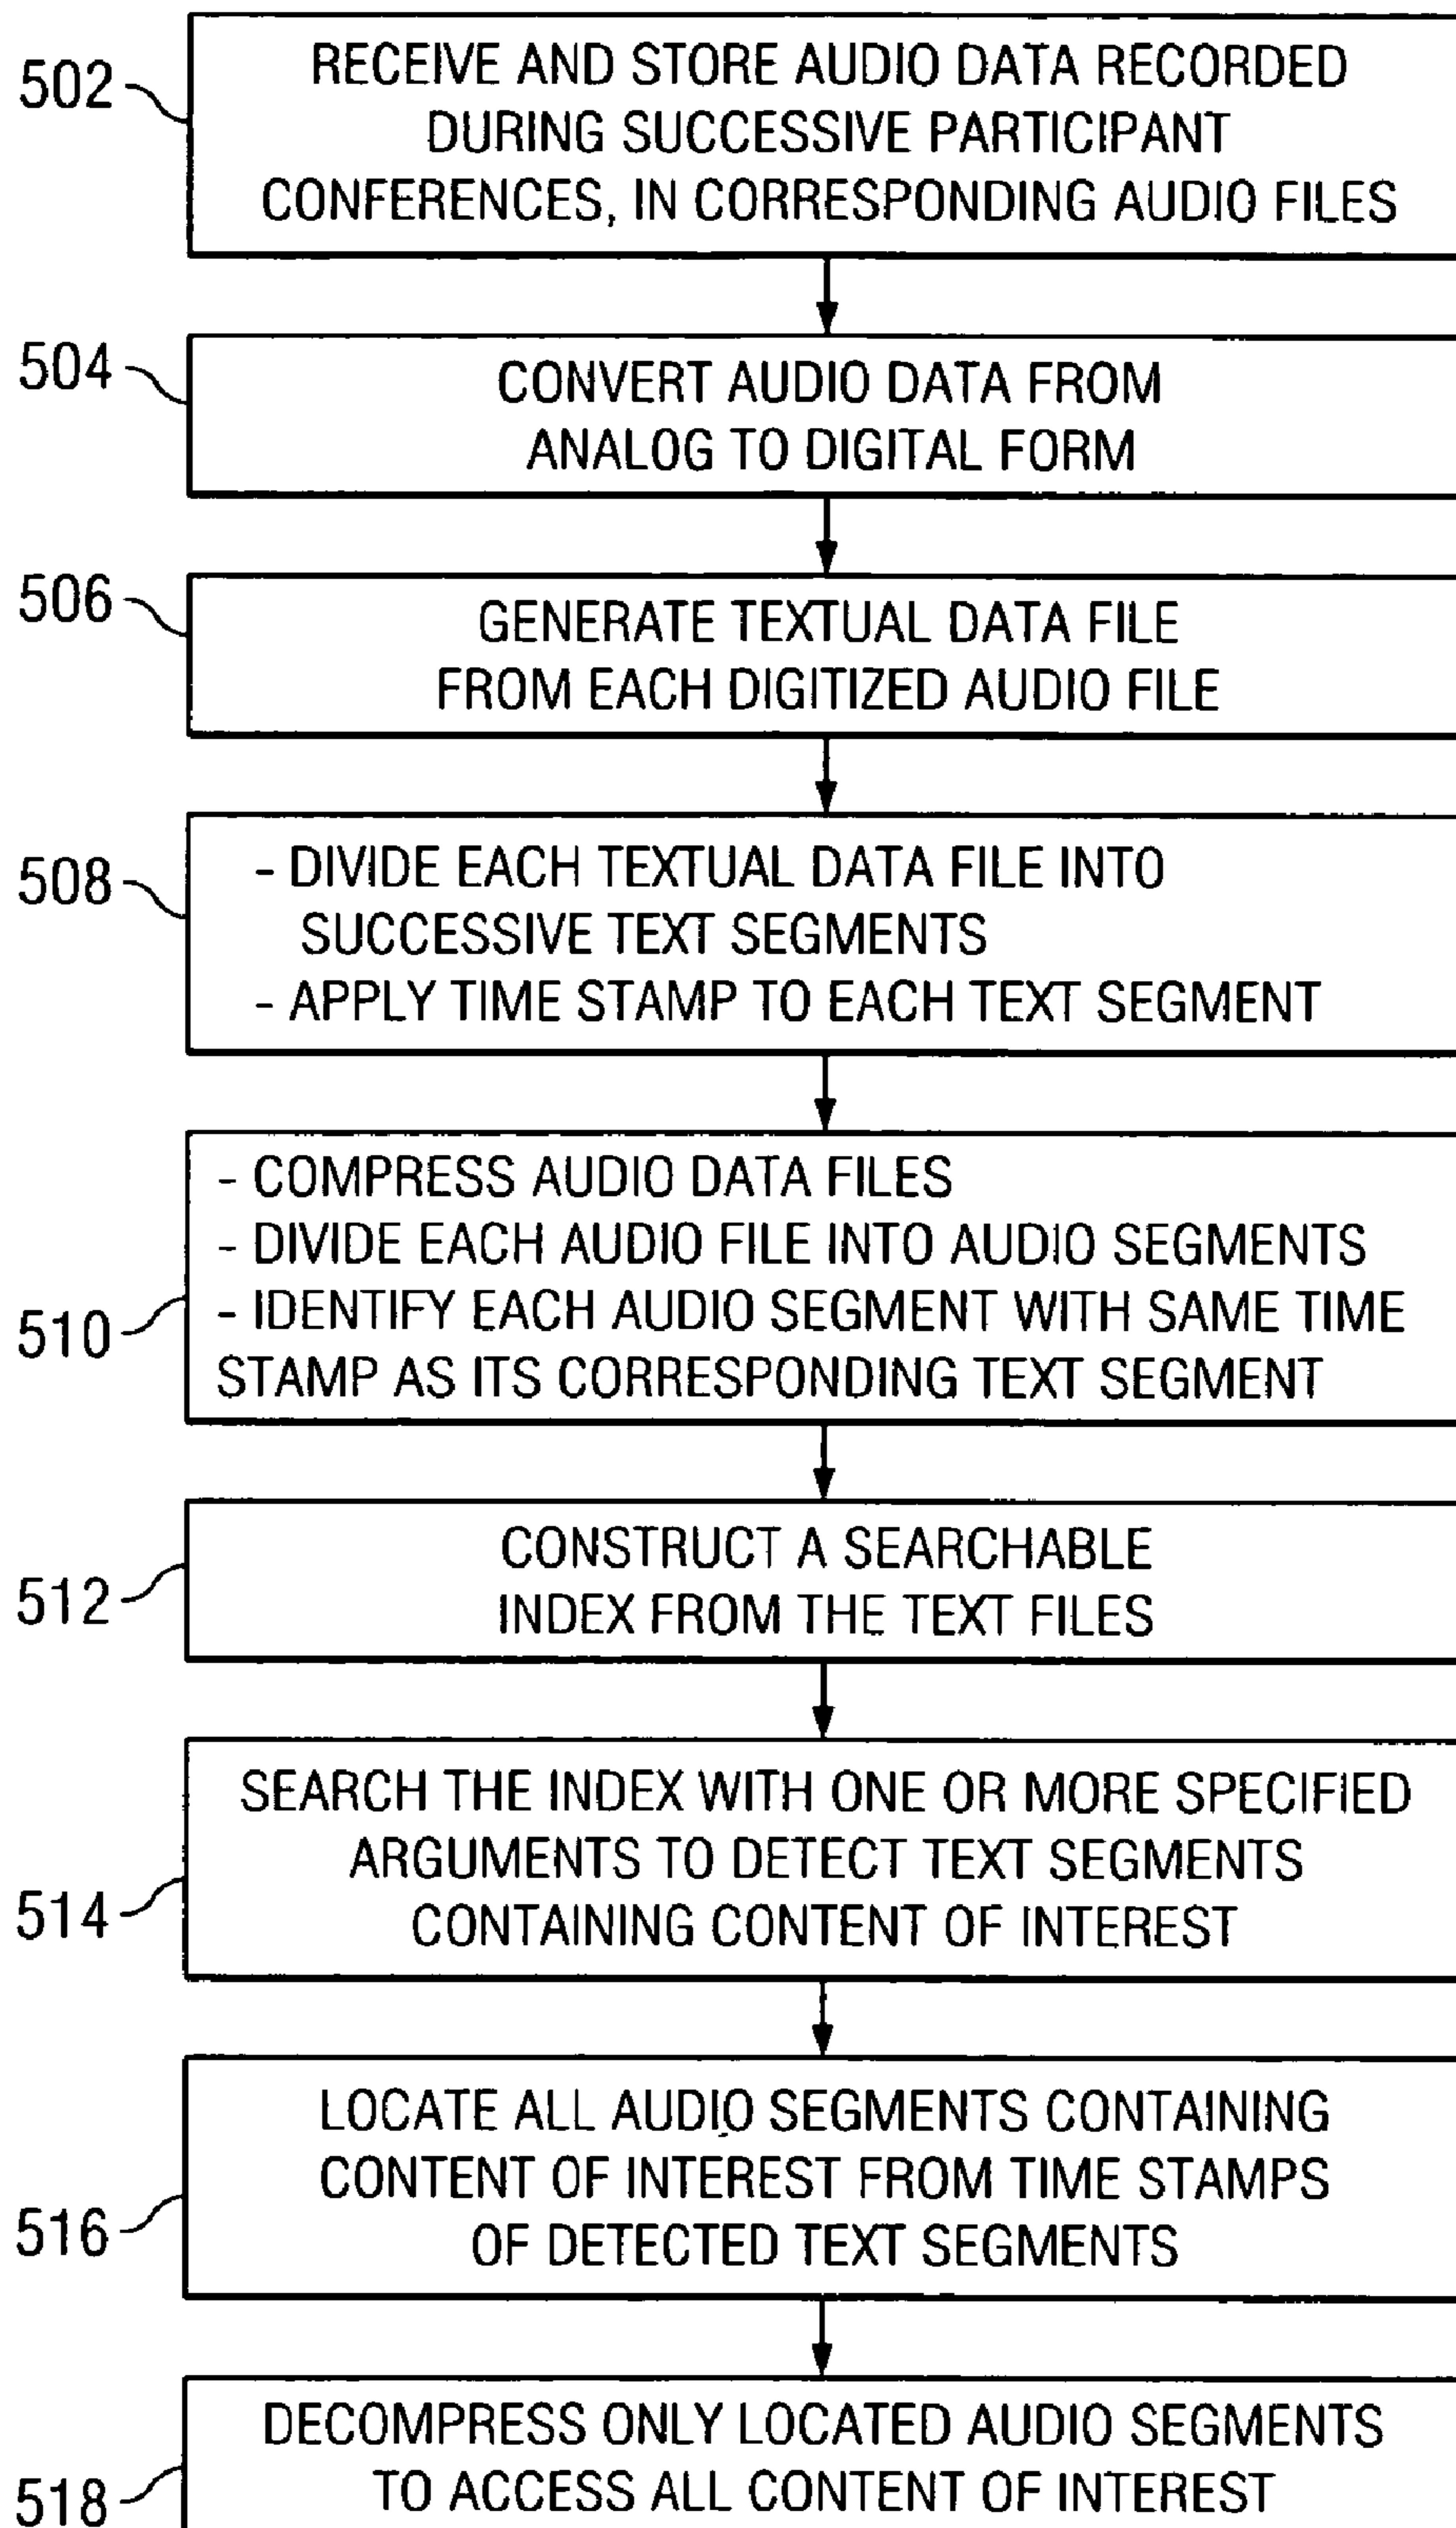 502
RECEIVE AND STORE AUDIO DATA RECORDED
DURING SUCCESSIVE PARTICIPANT
CONFERENCES, IN CORRESPONDING AUDIO FILES
504
CONVERT AUDIO DATA FROM
ANALOG TO DIGITAL FORM
506
GENERATE TEXTUAL DATA FILE
FROM EACH DIGITIZED AUDIO FILE
508
- DIVIDE EACH TEXTUAL DATA FILE INTO
SUCCESSIVE TEXT SEGMENTS
- APPLY TIME STAMP TO EACH TEXT SEGMENT
510
- COMPRESS AUDIO DATA FILES
- DIVIDE EACH AUDIO FILE INTO AUDIO SEGMENTS
- IDENTIFY EACH AUDIO SEGMENT WITH SAME TIME
STAMP AS ITS CORRESPONDING TEXT SEGMENT
512
CONSTRUCT A SEARCHABLE
INDEX FROM THE TEXT FILES
514
SEARCH THE INDEX WITH ONE OR MORE SPECIFIED
ARGUMENTS TO DETECT TEXT SEGMENTS
CONTAINING CONTENT OF INTEREST
516
LOCATE ALL AUDIO SEGMENTS CONTAINING
CONTENT OF INTEREST FROM TIME STAMPS
OF DETECTED TEXT SEGMENTS
518
DECOMPRESS ONLY LOCATED AUDIO SEGMENTS
TO ACCESS ALL CONTENT OF INTEREST